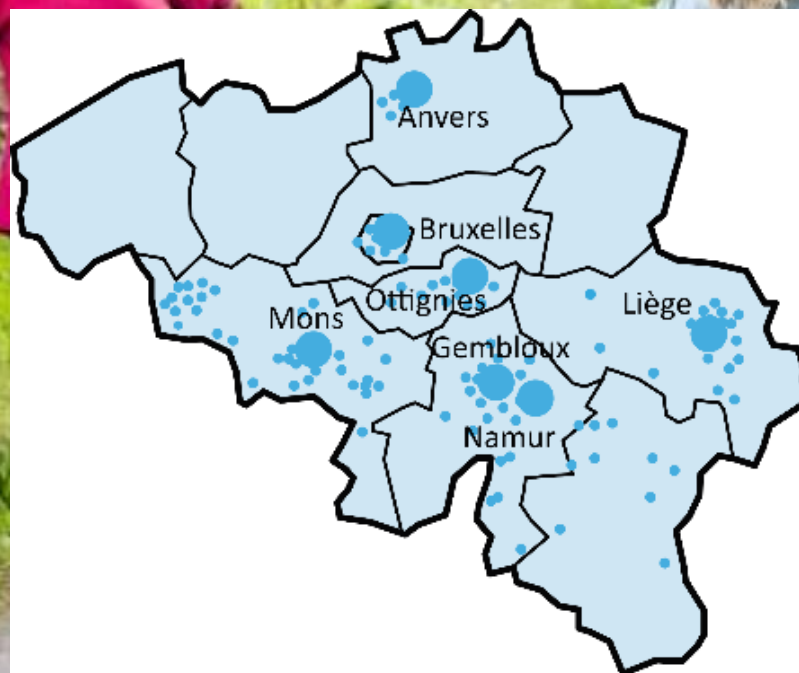 Anvers
Bruxelles
Ottignies
Liège
Mons
Gembloux
Namur